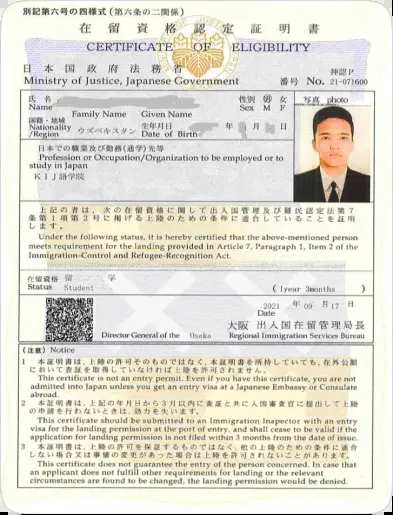 別記第六号の四様式(第六条の二関係)
在留資格認定証明書
CERTIFICATE OF ELIGIBILITY
日本国政府法務省
Ministry of Justice, Japanese Government
神認P
番号 No. 21-071600
氏名
Name
Family Name Given Name
性別 男 女
Sex M F
写真 photo
国籍・地域
Nationality ウズベキスタン
/Region
生年月日 年 月 日
Date of Birth
日本での職業及び勤務(通学)先等
Profession or Occupation/Organization to be employed or to
study in Japan
KIJ語学院
上記の者は、次の在留資格に関して出入国管理及び難民認定法第7
条第1項第2号に掲げる上陸のための条件に適合していることを証明
します。
Under the following status, it is hereby certified that the above-mentioned person
meets requirement for the landing provided in Article 7, Paragraph 1, Item 2 of the
Immigration-Control and Refugee-Recognition Act.
在留資格 留 学
Status Student
(1year 3months )
2021 年 09 月 17 日
Date
大阪 出入国在留管理局長
Director General of the Osaka Regional Immigration Services Bureau
(注意) Notice
1 本証明書は、上陸の許可そのものではなく、本証明書を所持していても、在外公館
において査証を取得していなければ上陸を許可されません。
This certificate is not an entry permit. Even if you have this certificate, you are not
admitted into Japan unless you get an entry visa at a Japanese Embassy or Consulate
abroad.
2 本証明書は、上記の年月日から3月以内に査証と共に入国審査官に提出して上陸
の申請を行わないときは、効力を失います。
This certificate should be submitted to an Immigration Inspector with an entry
visa for the landing permission at the port of entry, and shall cease to be valid if the
application for landing permission is not filed within 3 months from the date of issue.
3 本証明書は、上陸の許可を保証するものではなく、他の上陸のための条件に適合
しない場合又は事情の変更があった場合は上陸を許可されないことがあります。
This certificate does not guarantee the entry of the person concerned. In case that
an applicant does not fulfill other requirements for landing or the relevant
circumstances are found to be changed, the landing permission would be denied.